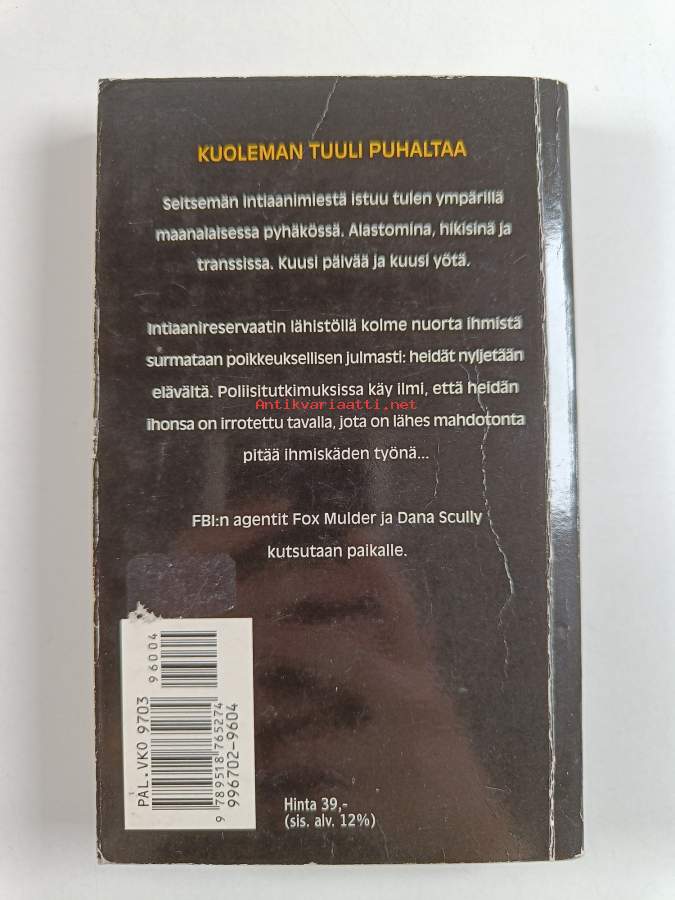 KUOLEMAN TUULI PUHALTAA
Seitsemän intiaanimiestä istuu tulen ympärillä
maanalaisessa pyhäkössä. Alastomina, hikisinä ja
transsissa. Kuusi päivää ja kuusi yötä.
Intiaanireservaatin lähistöllä kolme nuorta ihmistä
surmataan poikkeuksellisen julmasti: heidät nyljetään
elävältä. Poliisitutkimuksissa käy ilmi, että heidän
Antikvariaatti.net
ihonsa on irrotettu tavalla, jota on lähes mahdotonta
pitää ihmiskäden työnä...
FBI:n agentit Fox Mulder ja Dana Scully
kutsutaan paikalle.
PAL.VKO 9703
96004
9 789518 765274
996702-9604
Hinta 39,-
(sis. alv. 12%)